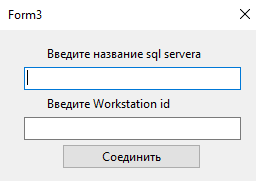 Form3
Введите название sql servera
Введите Workstation id
Соединить